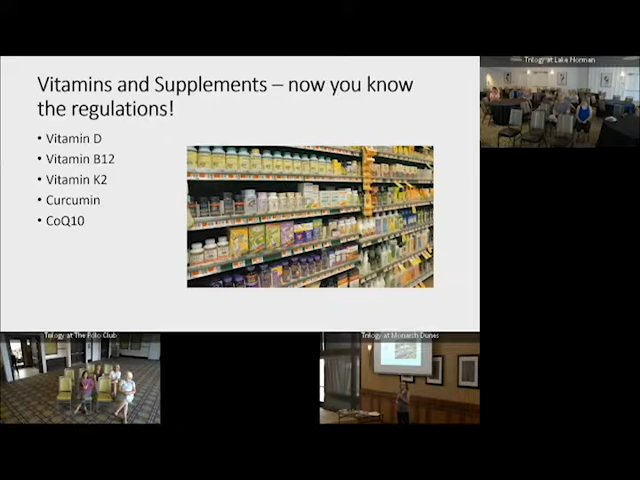 Vitamins and Supplements – now you know
the regulations!
• Vitamin D
• Vitamin B12
• Vitamin K2
• Curcumin
• CoQ10
Trilogy at Lake Norman
Trilogy at The Polo Club
Trilogy at Monarch Dunes